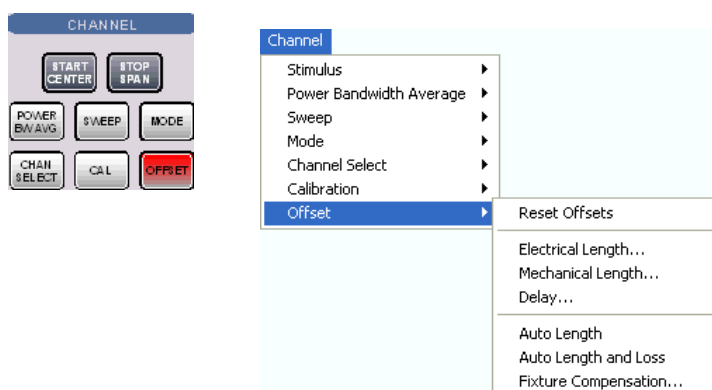 CHANNEL
START CENTER
STOP SPAN
POWER BW AVG
SWEEP
MODE
CHAN SELECT
CAL
OFFSET
Channel
Stimulus
Power Bandwidth Average
Sweep
Mode
Channel Select
Calibration
Offset
Reset Offsets
Electrical Length...
Mechanical Length...
Delay...
Auto Length
Auto Length and Loss
Fixture Compensation...